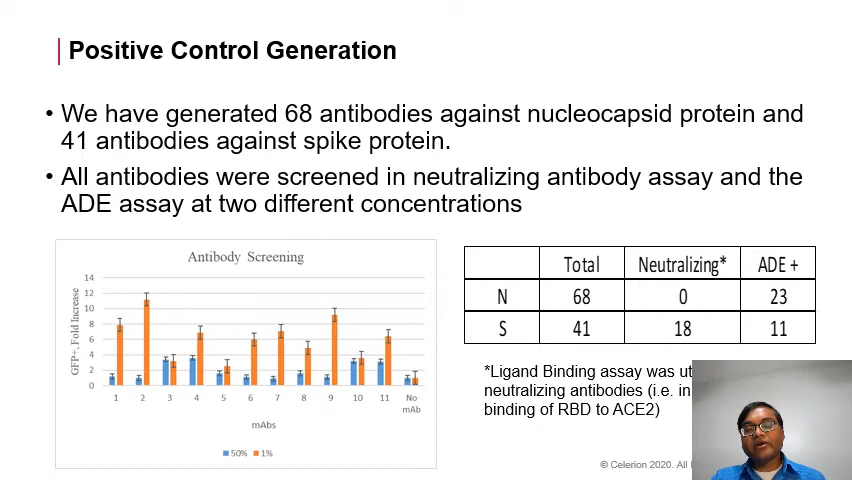 Positive Control Generation
• We have generated 68 antibodies against nucleocapsid protein and
41 antibodies against spike protein.
• All antibodies were screened in neutralizing antibody assay and the
ADE assay at two different concentrations
Antibody Screening
GFP+, Fold Increase
14
12
10
8
6
4
2
0
1 2 3 4 5 6 7 8 9 10 11 No
mAb
mAbs
50% 1%
Total Neutralizing* ADE +
N 68 0 23
S 41 18 11
*Ligand Binding assay was
neutralizing antibodies (i.e.
binding of RBD to ACE2)
© Celerion 2020. All